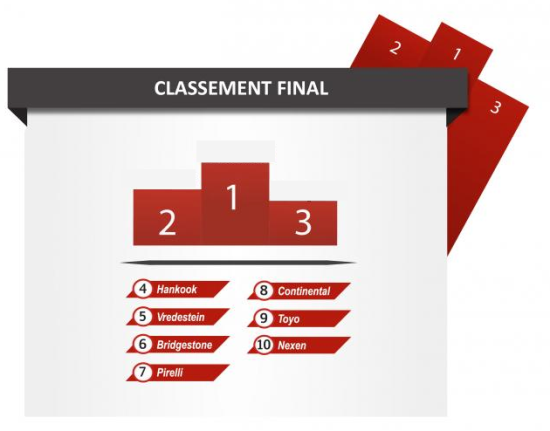 2
1
3
CLASSEMENT FINAL
1
2
3
4 Hankook
5 Vredestein
6 Bridgestone
7 Pirelli
8 Continental
9 Toyo
10 Nexen